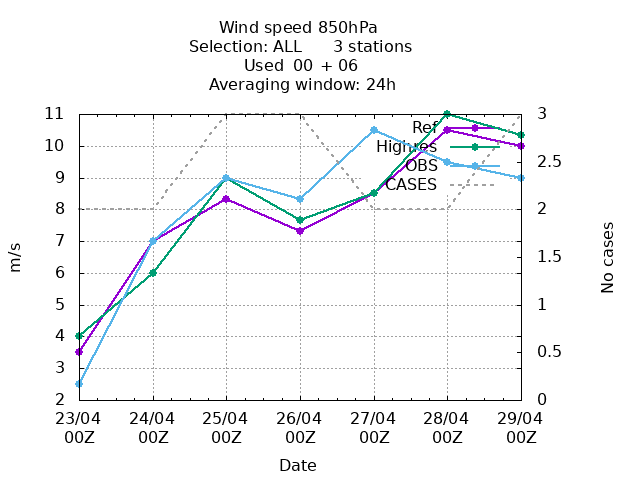 Wind speed 850hPa
Selection: ALL 3 stations
Used 00 + 06
Averaging window: 24h
11 3
Ref
10
Highres
2.5
OBS
9
CASES
8 2
7
1.5
m/s
No cases
6
5 1
4
0.5
3
2 0
23/04 24/04 25/04 26/04 27/04 28/04 29/04
00Z 00Z 00Z 00Z 00Z 00Z 00Z
Date